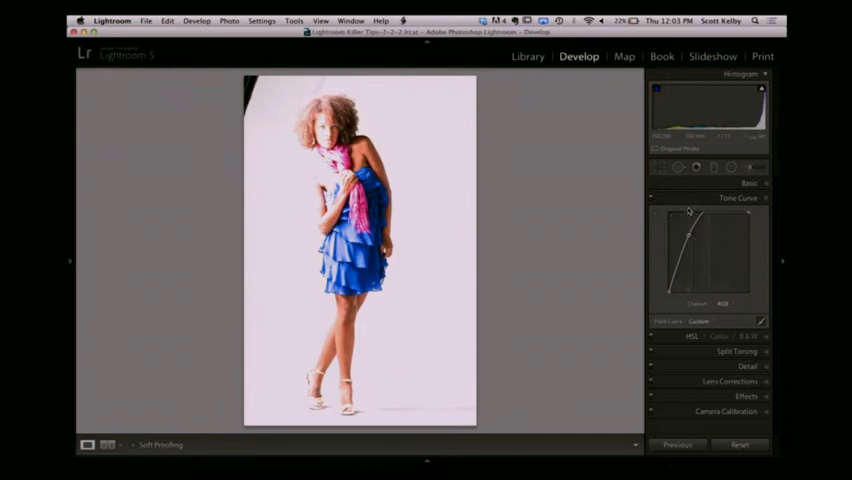 Lightroom File Edit Develop Photo Settings Tools View Window Help 4 22% Thu 12:03 PM Scott Kelby
Lightroom Killer Tips-2-2-2.lrcat - Adobe Photoshop Lightroom - Develop
Lr Lightroom 5
Library | Develop | Map | Book | Slideshow | Print
Histogram
Original Photo
Basic
Tone Curve
Channel : RGB
Point Curve : Custom
HSL / Color / B & W
Split Toning
Detail
Lens Corrections
Effects
Camera Calibration
Soft Proofing
Previous
Reset